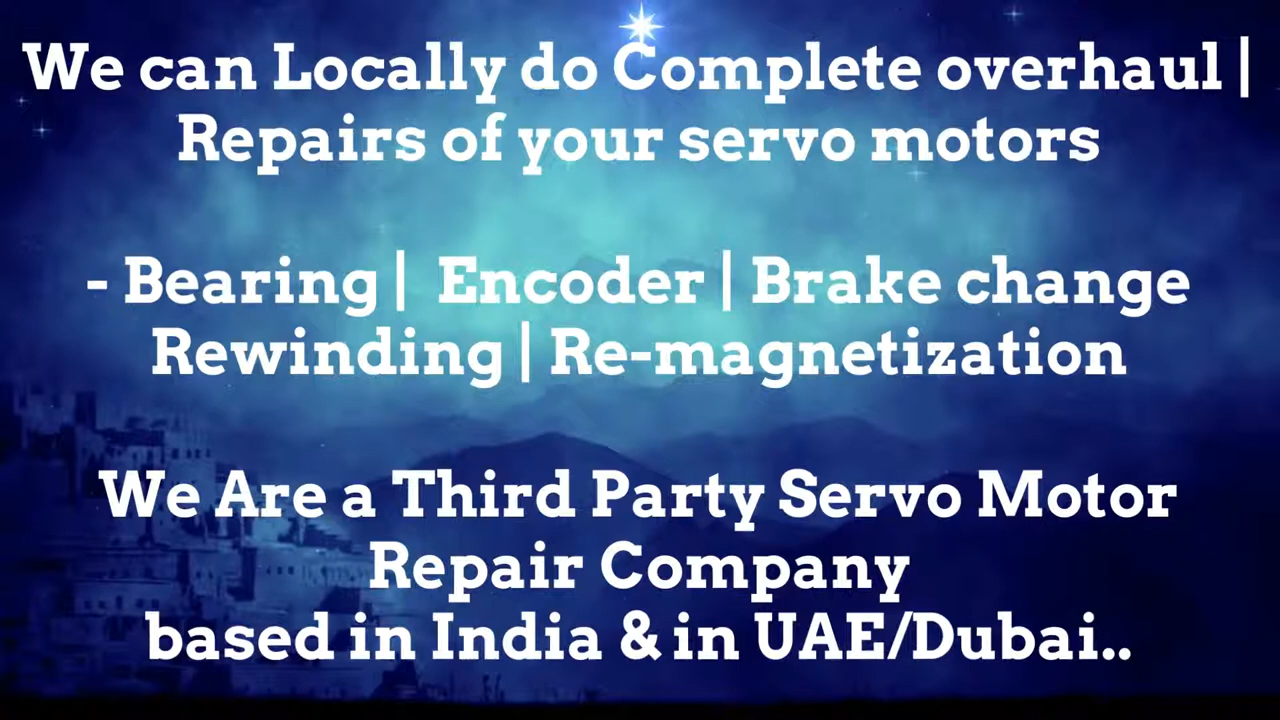 We can Locally do Complete overhaul |
Repairs of your servo motors
- Bearing | Encoder | Brake change
Rewinding | Re-magnetization
We Are a Third Party Servo Motor
Repair Company
based in India & in UAE/Dubai..